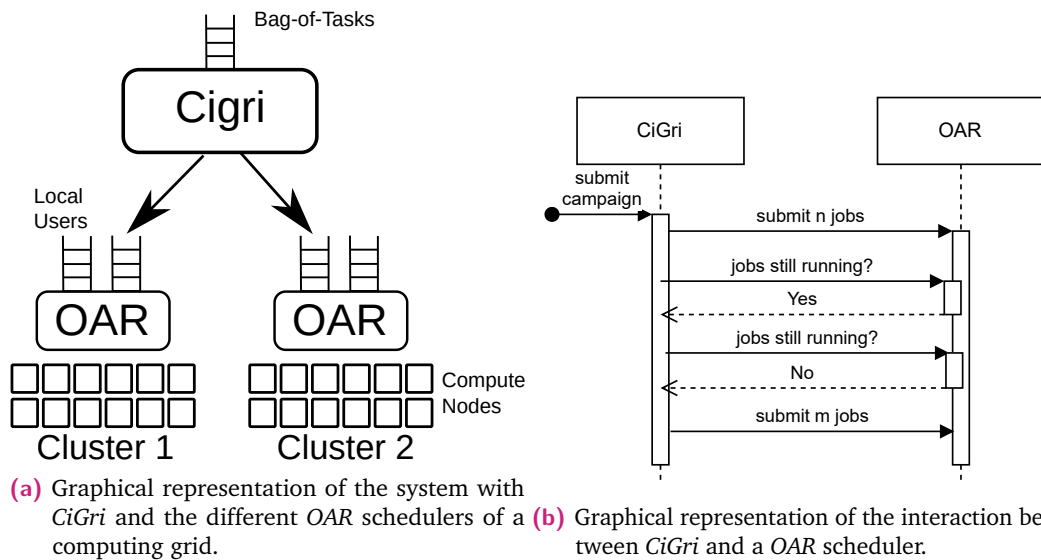 Bag-of-Tasks
Cigri
Local
Users
OAR
OAR
Compute
Nodes
Cluster 1
Cluster 2
(a) Graphical representation of the system with
CiGri and the different OAR schedulers of a
computing grid.
CiGri
OAR
submit
campaign
submit n jobs
jobs still running?
Yes
jobs still running?
No
submit m jobs
(b) Graphical representation of the interaction be
tween CiGri and a OAR scheduler.